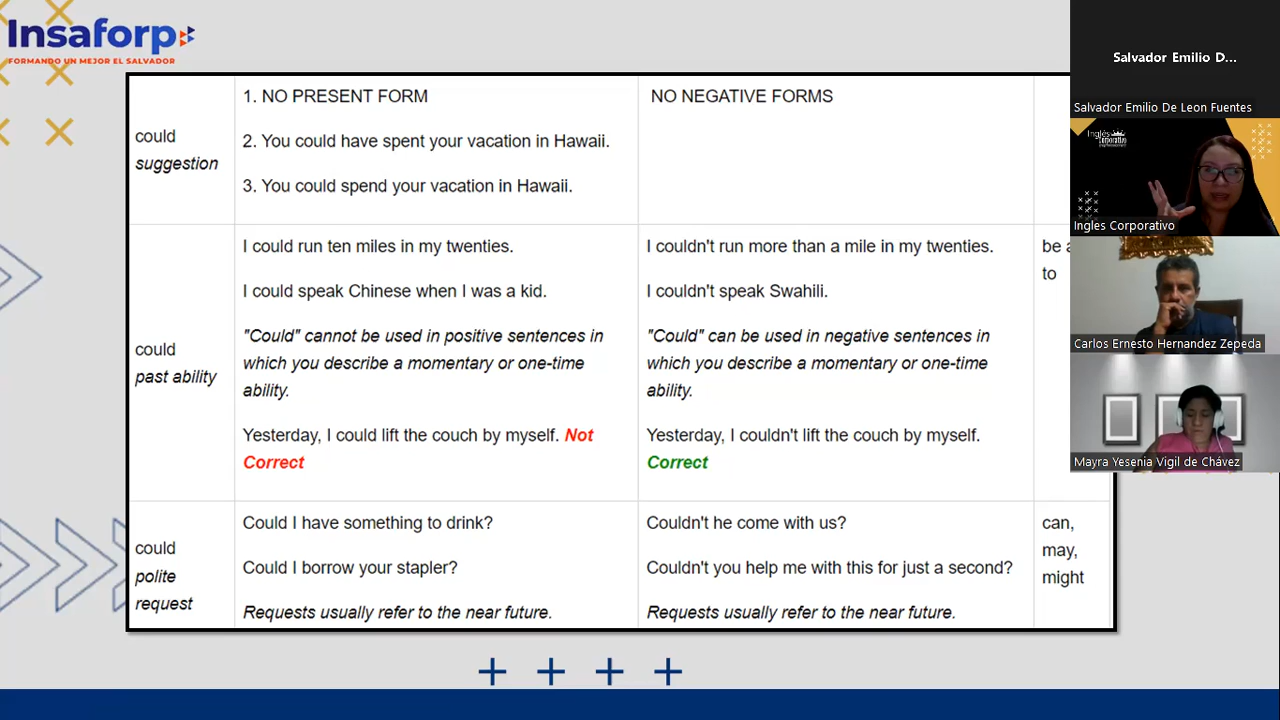 Insaforp
FORMANDO UN MEJOR EL SALVADOR
could
suggestion
1. NO PRESENT FORM
2. You could have spent your vacation in Hawaii.
3. You could spend your vacation in Hawaii.
NO NEGATIVE FORMS
could
past ability
I could run ten miles in my twenties.
I could speak Chinese when I was a kid.
"Could" cannot be used in positive sentences in
which you describe a momentary or one-time
ability.
Yesterday, I could lift the couch by myself. Not
Correct
I couldn't run more than a mile in my twenties.
I couldn't speak Swahili.
"Could" can be used in negative sentences in
which you describe a momentary or one-time
ability.
Yesterday, I couldn't lift the couch by myself.
Correct
be
to
could
polite
request
Could I have something to drink?
Could I borrow your stapler?
Requests usually refer to the near future.
Couldn't he come with us?
Couldn't you help me with this for just a second?
Requests usually refer to the near future.
can,
may,
might
Salvador Emilio D...
Salvador Emilio De Leon Fuentes
Inglés
Corporativo
Ingles Corporativo
Carlos Ernesto Hernandez Zepeda
Mayra Yesenia Vigil de Chávez